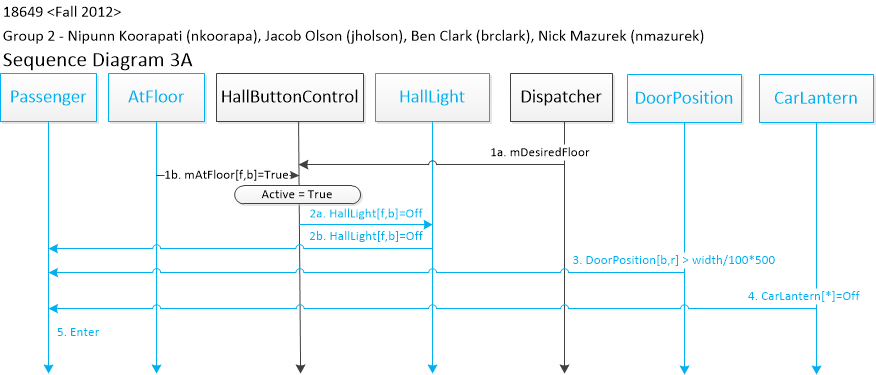 18649 <Fall 2012>
Group 2 - Nipunn Koorapati (nkoorapa), Jacob Olson (jholson), Ben Clark (brclark), Nick Mazurek (nmazurek)
Sequence Diagram 3A
Passenger
AtFloor
HallButtonControl
HallLight
Dispatcher
DoorPosition
CarLantern
1a. mDesiredFloor
1b. mAtFloor[f,b]=True
Active = True
2a. HallLight[f,b]=Off
2b. HallLight[f,b]=Off
3. DoorPosition[b,r] > width/100*500
4. CarLantern[*]=Off
5. Enter